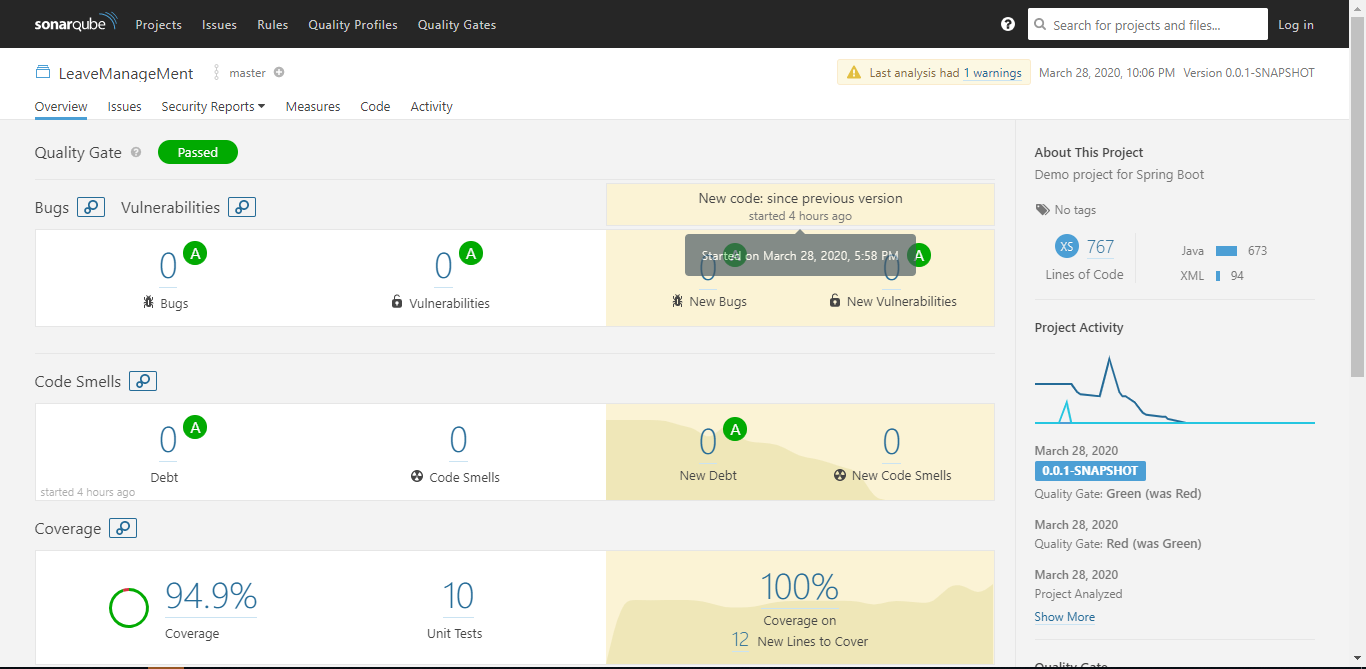 sonarqube Projects Issues Rules Quality Profiles Quality Gates ? Search for projects and files... Log in
LeaveManageMent master Last analysis had 1 warnings March 28, 2020, 10:06 PM Version 0.0.1-SNAPSHOT
Overview Issues Security Reports Measures Code Activity
Quality Gate ? Passed
Bugs Vulnerabilities
New code: since previous version
started 4 hours ago
Started on March 28, 2020, 5:58 PM
0 A 0 A 0 A 0 A
Bugs Vulnerabilities New Bugs New Vulnerabilities
Code Smells
0 A 0 0 A 0
Debt Code Smells New Debt New Code Smells
started 4 hours ago
Coverage
94.9% 10 100%
Coverage Unit Tests Coverage on
12 New Lines to Cover
About This Project
Demo project for Spring Boot
No tags
XS 767
Lines of Code
Java 673
XML 94
Project Activity
March 28, 2020
0.0.1-SNAPSHOT
Quality Gate: Green (was Red)
March 28, 2020
Quality Gate: Red (was Green)
March 28, 2020
Project Analyzed
Show More
Quality Gate